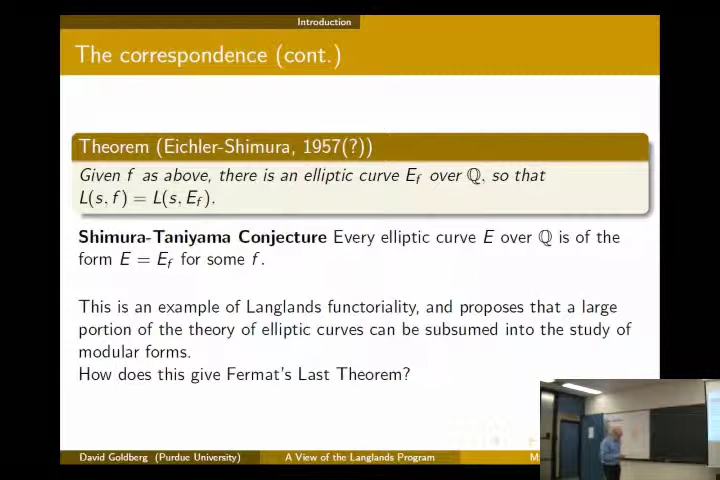 Introduction
The correspondence (cont.)
Theorem (Eichler-Shimura, 1957(?))
Given f as above, there is an elliptic curve E_f over ℚ, so that
L(s, f) = L(s, E_f).
Shimura-Taniyama Conjecture Every elliptic curve E over ℚ is of the
form E = E_f for some f.
This is an example of Langlands functoriality, and proposes that a large
portion of the theory of elliptic curves can be subsumed into the study of
modular forms.
How does this give Fermat's Last Theorem?
David Goldberg (Purdue University) A View of the Langlands Program